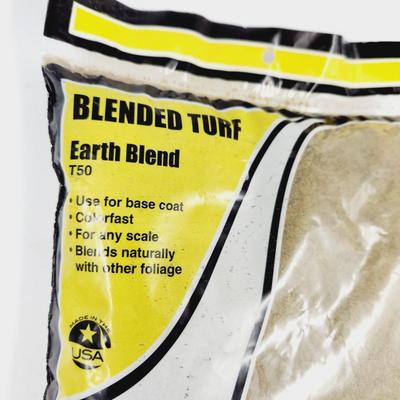 BLENDED TURF
Earth Blend
T50
• Use for base coat
• Colorfast
• For any scale
• Blends naturally
with other foliage
MADE IN THE
USA